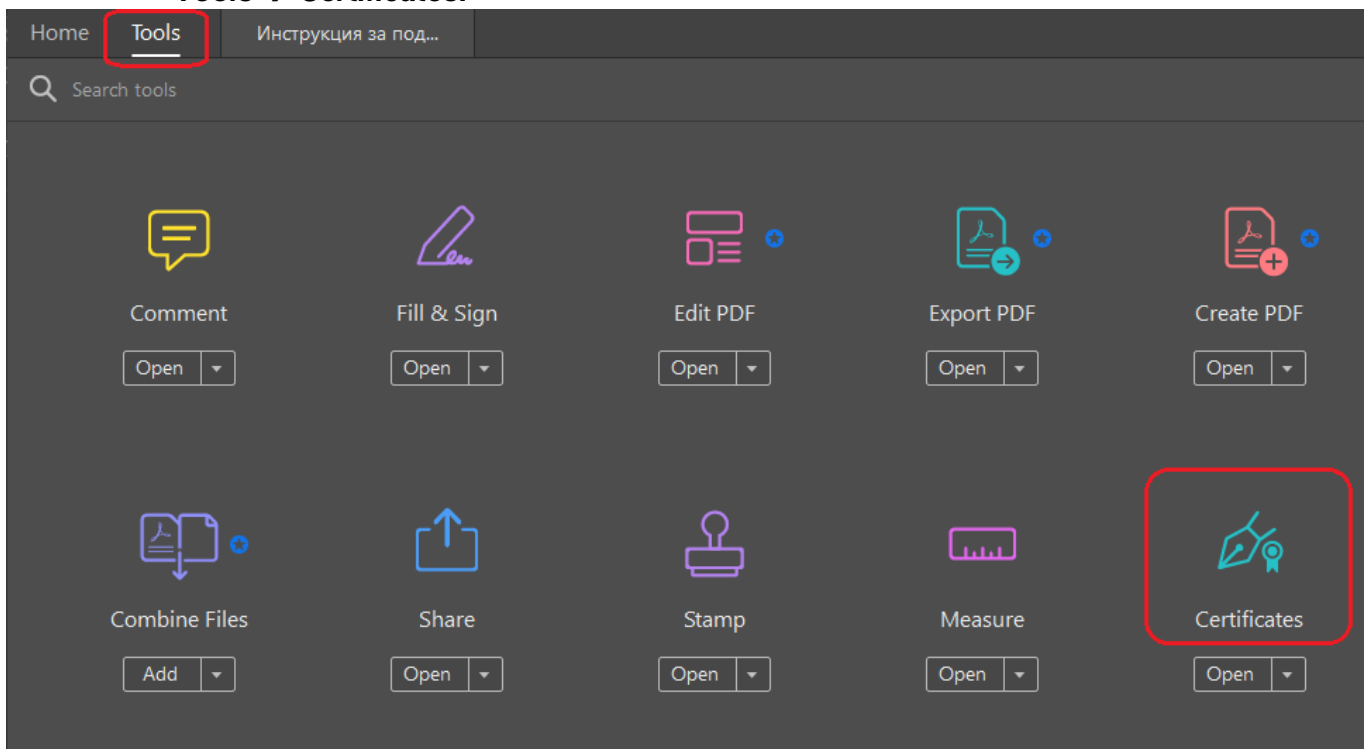 Home Tools Инструкция за под...
Search tools
Comment Fill & Sign Edit PDF Export PDF Create PDF
Open Open Open Open Open
Combine Files Share Stamp Measure Certificates
Add Open Open Open Open